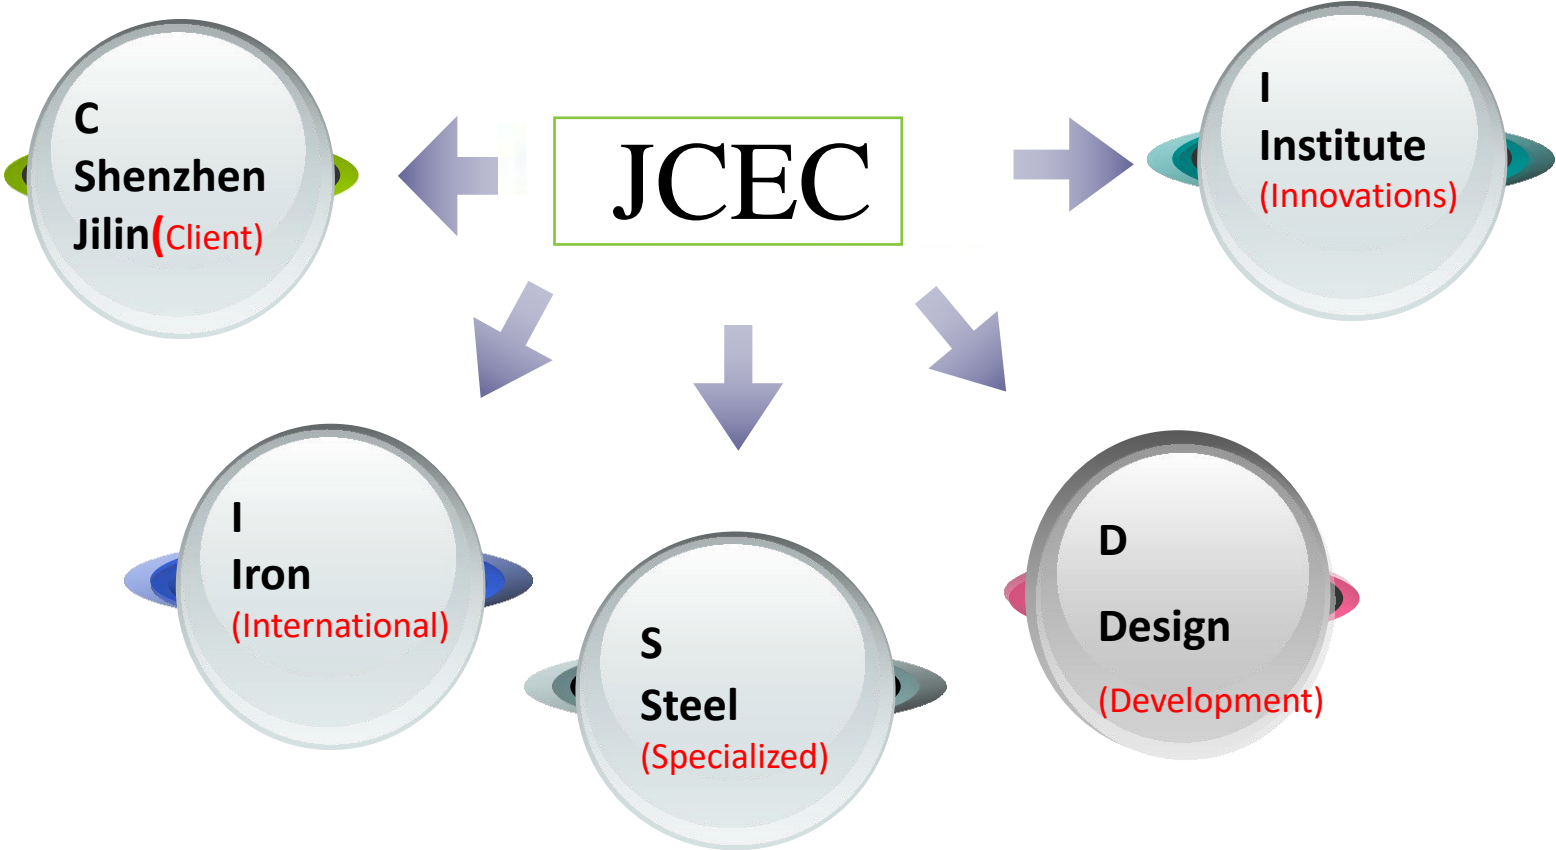 JCEC
C
Shenzhen
Jilin(Client)
I
Iron
(International)
S
Steel
(Specialized)
D
Design
(Development)
I
Institute
(Innovations)